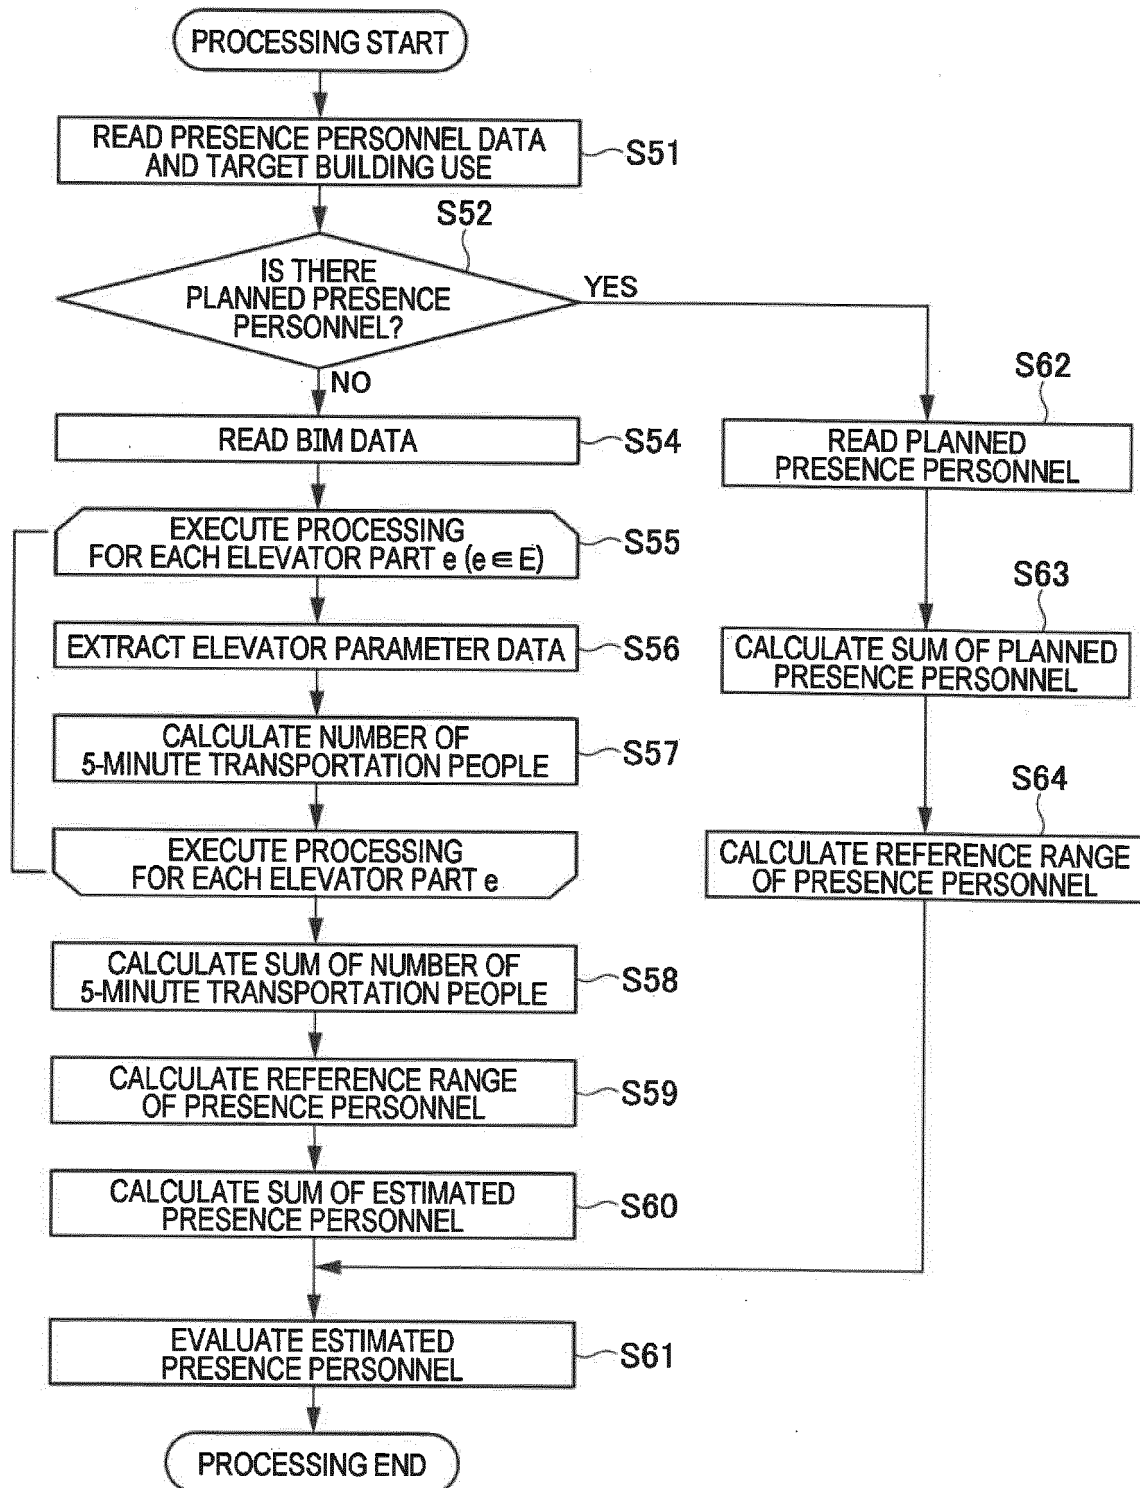 PROCESSING START
READ PRESENCE PERSONNEL DATA
AND TARGET BUILDING USE
S51
S52
IS THERE
PLANNED PRESENCE
PERSONNEL?
YES
NO
S62
READ PLANNED
PRESENCE PERSONNEL
READ BIM DATA
S54
EXECUTE PROCESSING
FOR EACH ELEVATOR PART e (e ∈ E)
S55
S63
CALCULATE SUM OF PLANNED
PRESENCE PERSONNEL
EXTRACT ELEVATOR PARAMETER DATA
S56
CALCULATE NUMBER OF
5-MINUTE TRANSPORTATION PEOPLE
S57
S64
CALCULATE REFERENCE RANGE
OF PRESENCE PERSONNEL
EXECUTE PROCESSING
FOR EACH ELEVATOR PART e
CALCULATE SUM OF NUMBER OF
5-MINUTE TRANSPORTATION PEOPLE
S58
CALCULATE REFERENCE RANGE
OF PRESENCE PERSONNEL
S59
CALCULATE SUM OF ESTIMATED
PRESENCE PERSONNEL
S60
EVALUATE ESTIMATED
PRESENCE PERSONNEL
S61
PROCESSING END